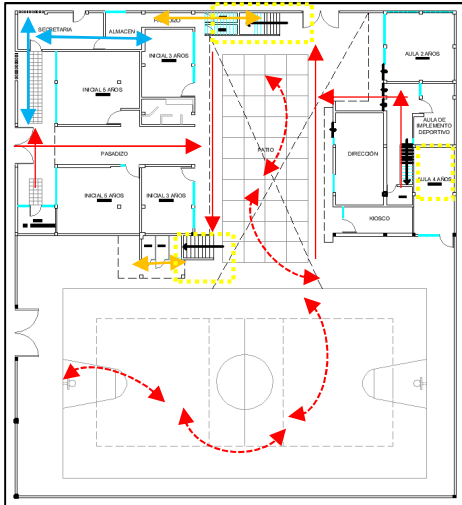 SECRETARIA
ALMACEN
INICIAL 3 AÑOS
AULA 2 AÑOS
INICIAL 5 AÑOS
AULA DE
IMPLEMENTO
DEPORTIVO
PATIO
PASADIZO
DIRECCIÓN
AULA 4 AÑOS
INICIAL 5 AÑOS
INICIAL 3 AÑOS
KIOSCO